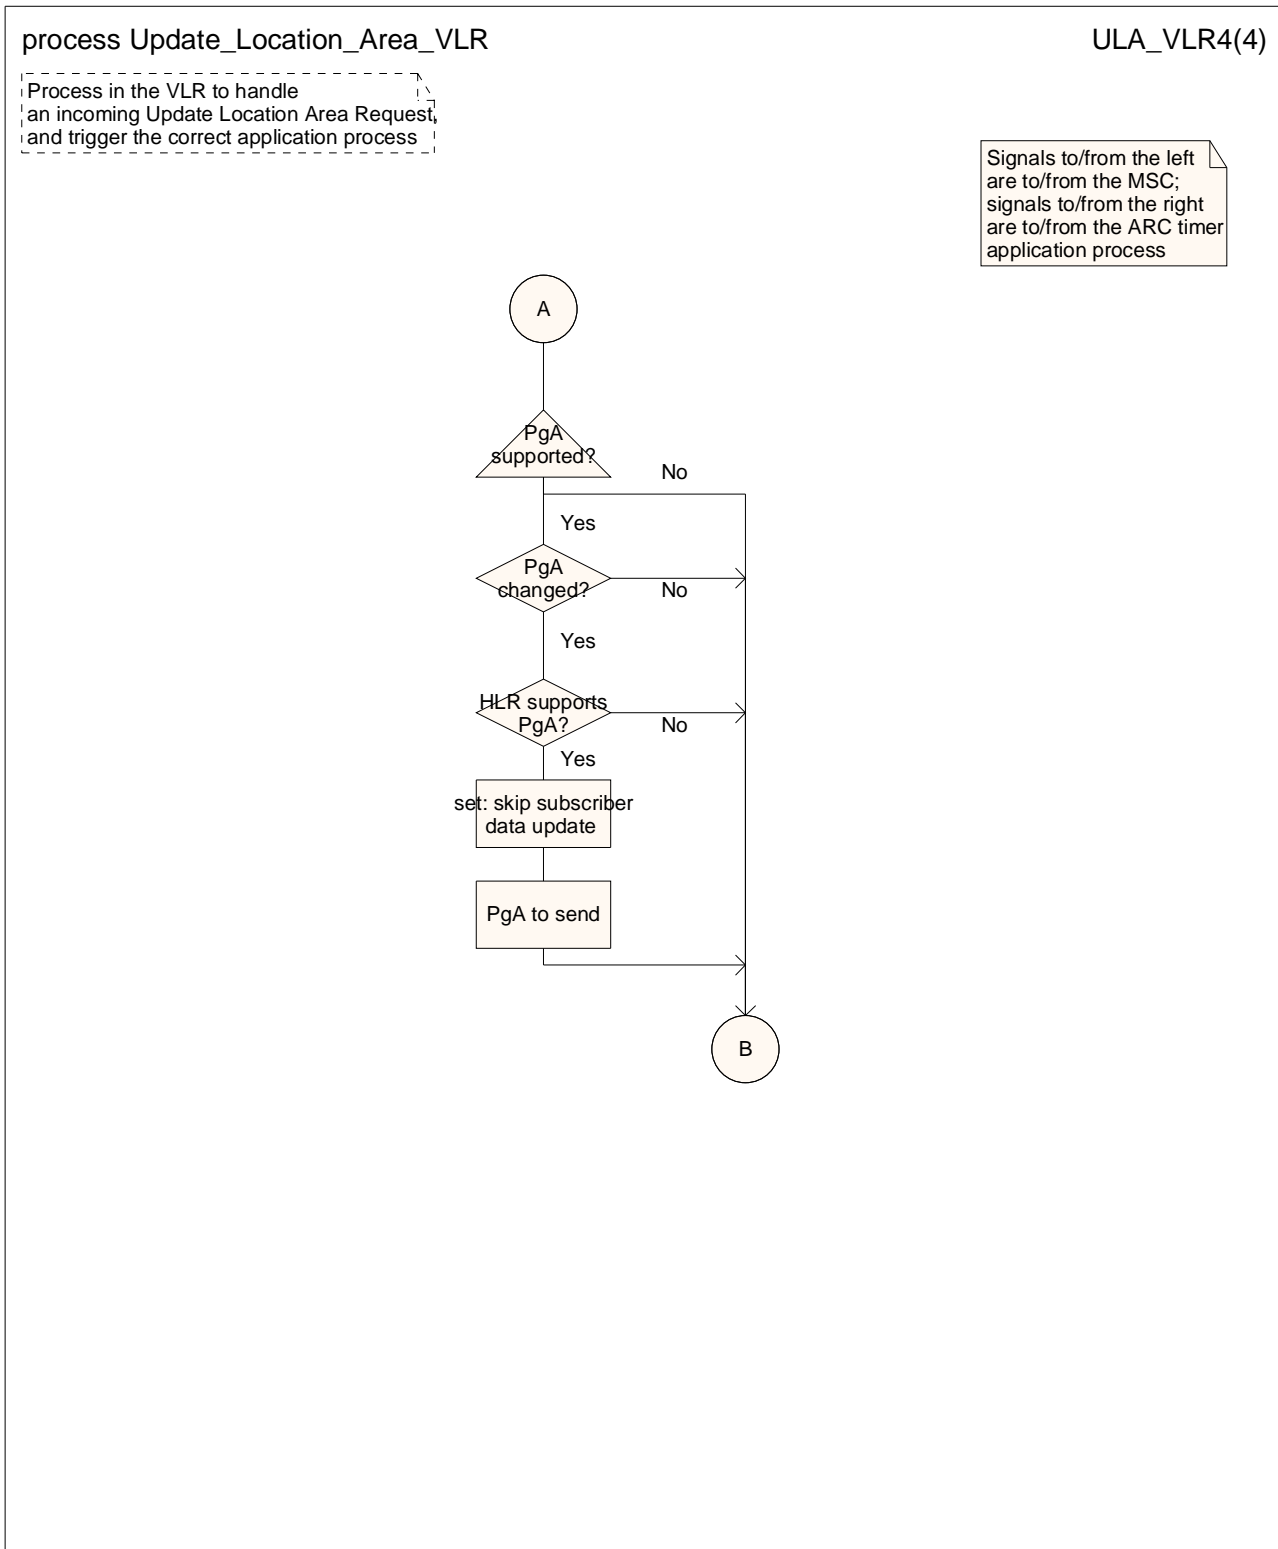 process Update_Location_Area_VLR
ULA_VLR4(4)
Process in the VLR to handle
an incoming Update Location Area Request,
and trigger the correct application process
Signals to/from the left
are to/from the MSC;
signals to/from the right
are to/from the ARC timer
application process
A
PgA
supported?
No
Yes
PgA
changed?
No
Yes
HLR supports
PgA?
No
Yes
set: skip subscriber
data update
PgA to send
B